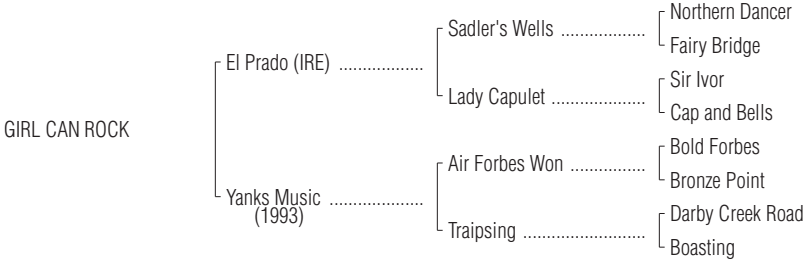 Northern Dancer
Sadler's Wells ..................
Fairy Bridge
El Prado (IRE) ..................
Sir Ivor
Lady Capulet ....................
Cap and Bells
GIRL CAN ROCK
Bold Forbes
Air Forbes Won ................
Bronze Point
Yanks Music ....................
(1993)
Darby Creek Road
Traipsing ..........................
Boasting